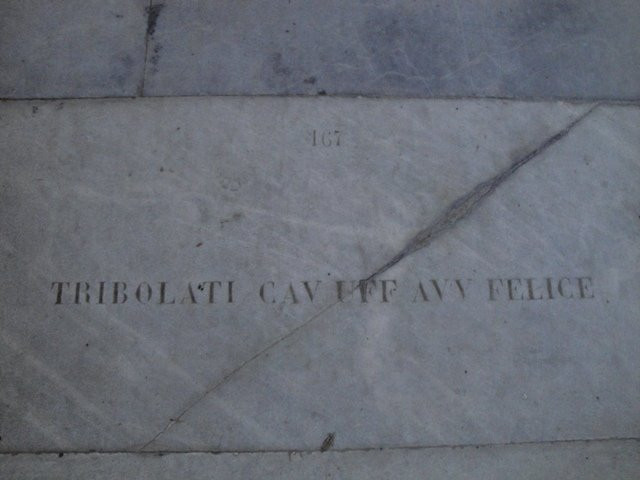 167
TRIBOLATI CAV UFF AVV FELICE